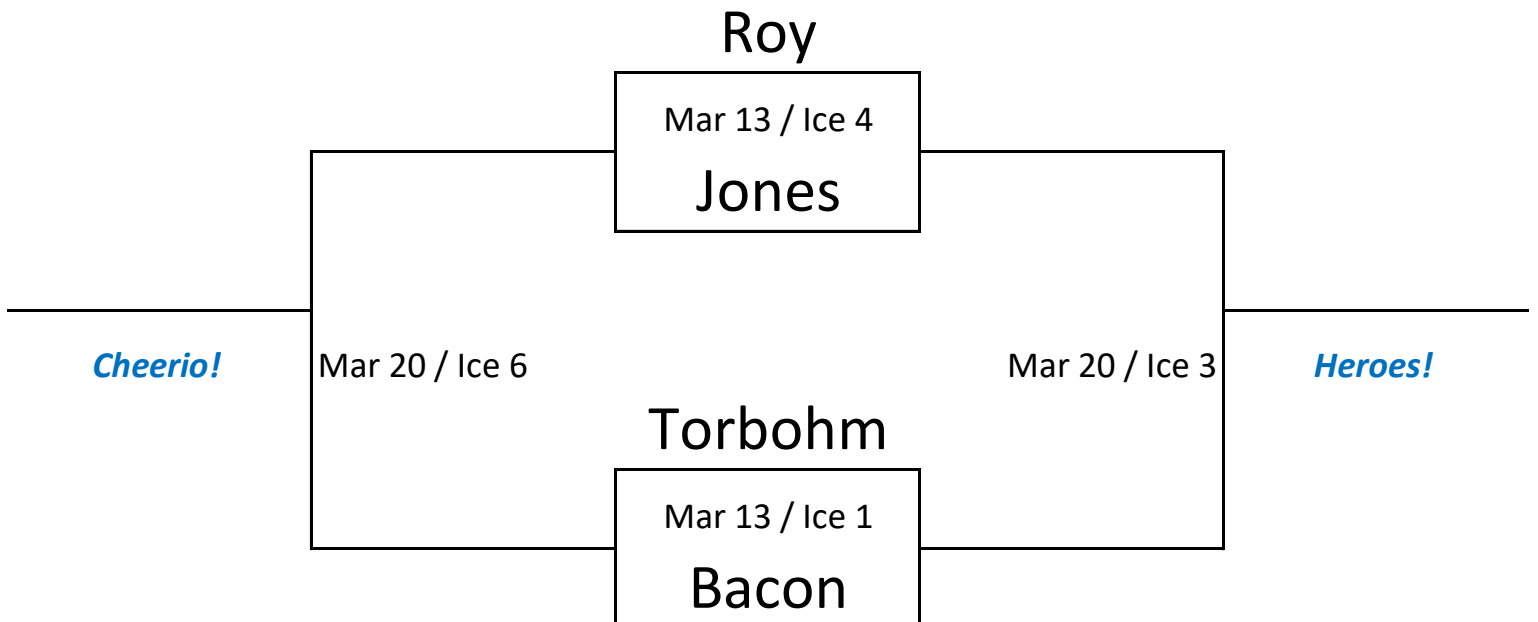 Roy
Mar 13 / Ice 4
Jones
Cheerio!
Mar 20 / Ice 6
Mar 20 / Ice 3
Heroes!
Torbohm
Mar 13 / Ice 1
Bacon